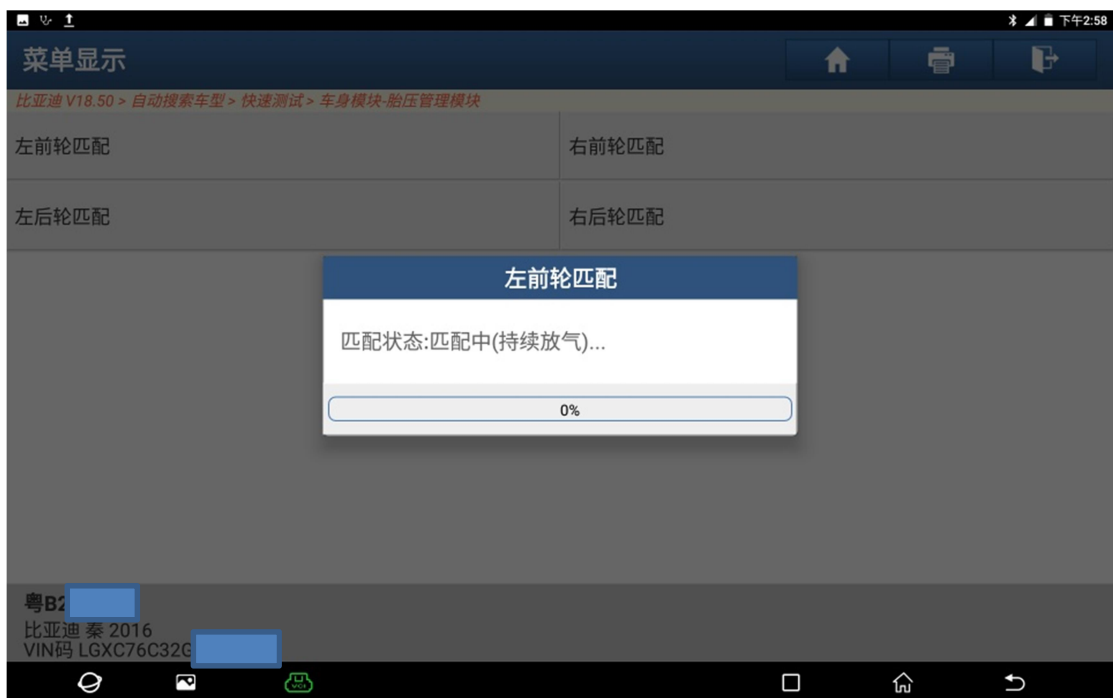 下午2:58
菜单显示
比亚迪 V18.50 > 自动搜索车型 > 快速测试 > 车身模块-胎压管理模块
左前轮匹配
右前轮匹配
左后轮匹配
右后轮匹配
左前轮匹配
匹配状态:匹配中(持续放气)...
0%
粤B2
比亚迪 秦 2016
VIN码 LGXC76C32G
VCI